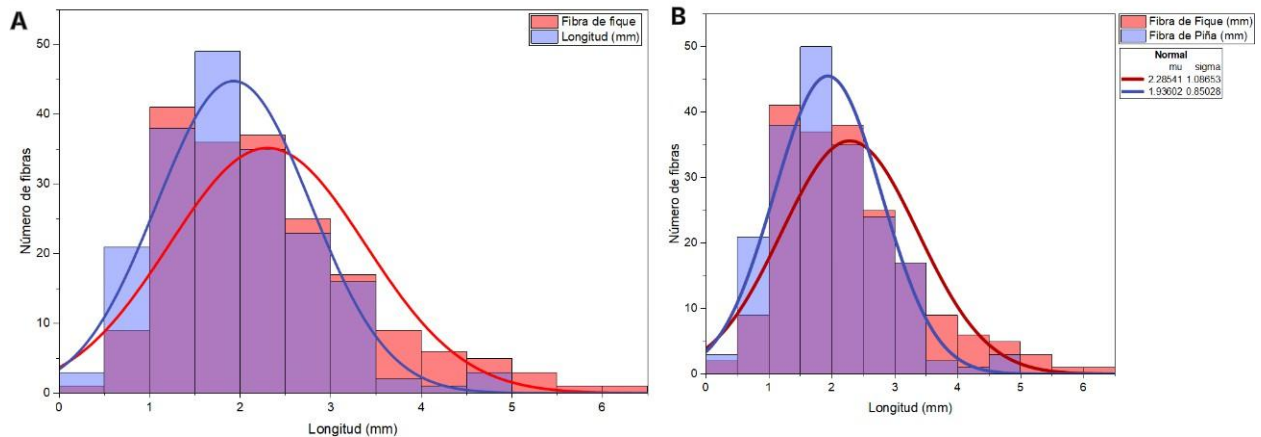 A
Fibra de fique
Longitud (mm)
Número de fibras
50
40
30
20
10
0
0 1 2 3 4 5 6
Longitud (mm)
B
Fibra de Fique (mm)
Fibra de Piña (mm)
Normal
mu sigma
2.28541 1.08653
1.93602 0.85028
Número de fibras
50
40
30
20
10
0
0 1 2 3 4 5 6
Longitud (mm)